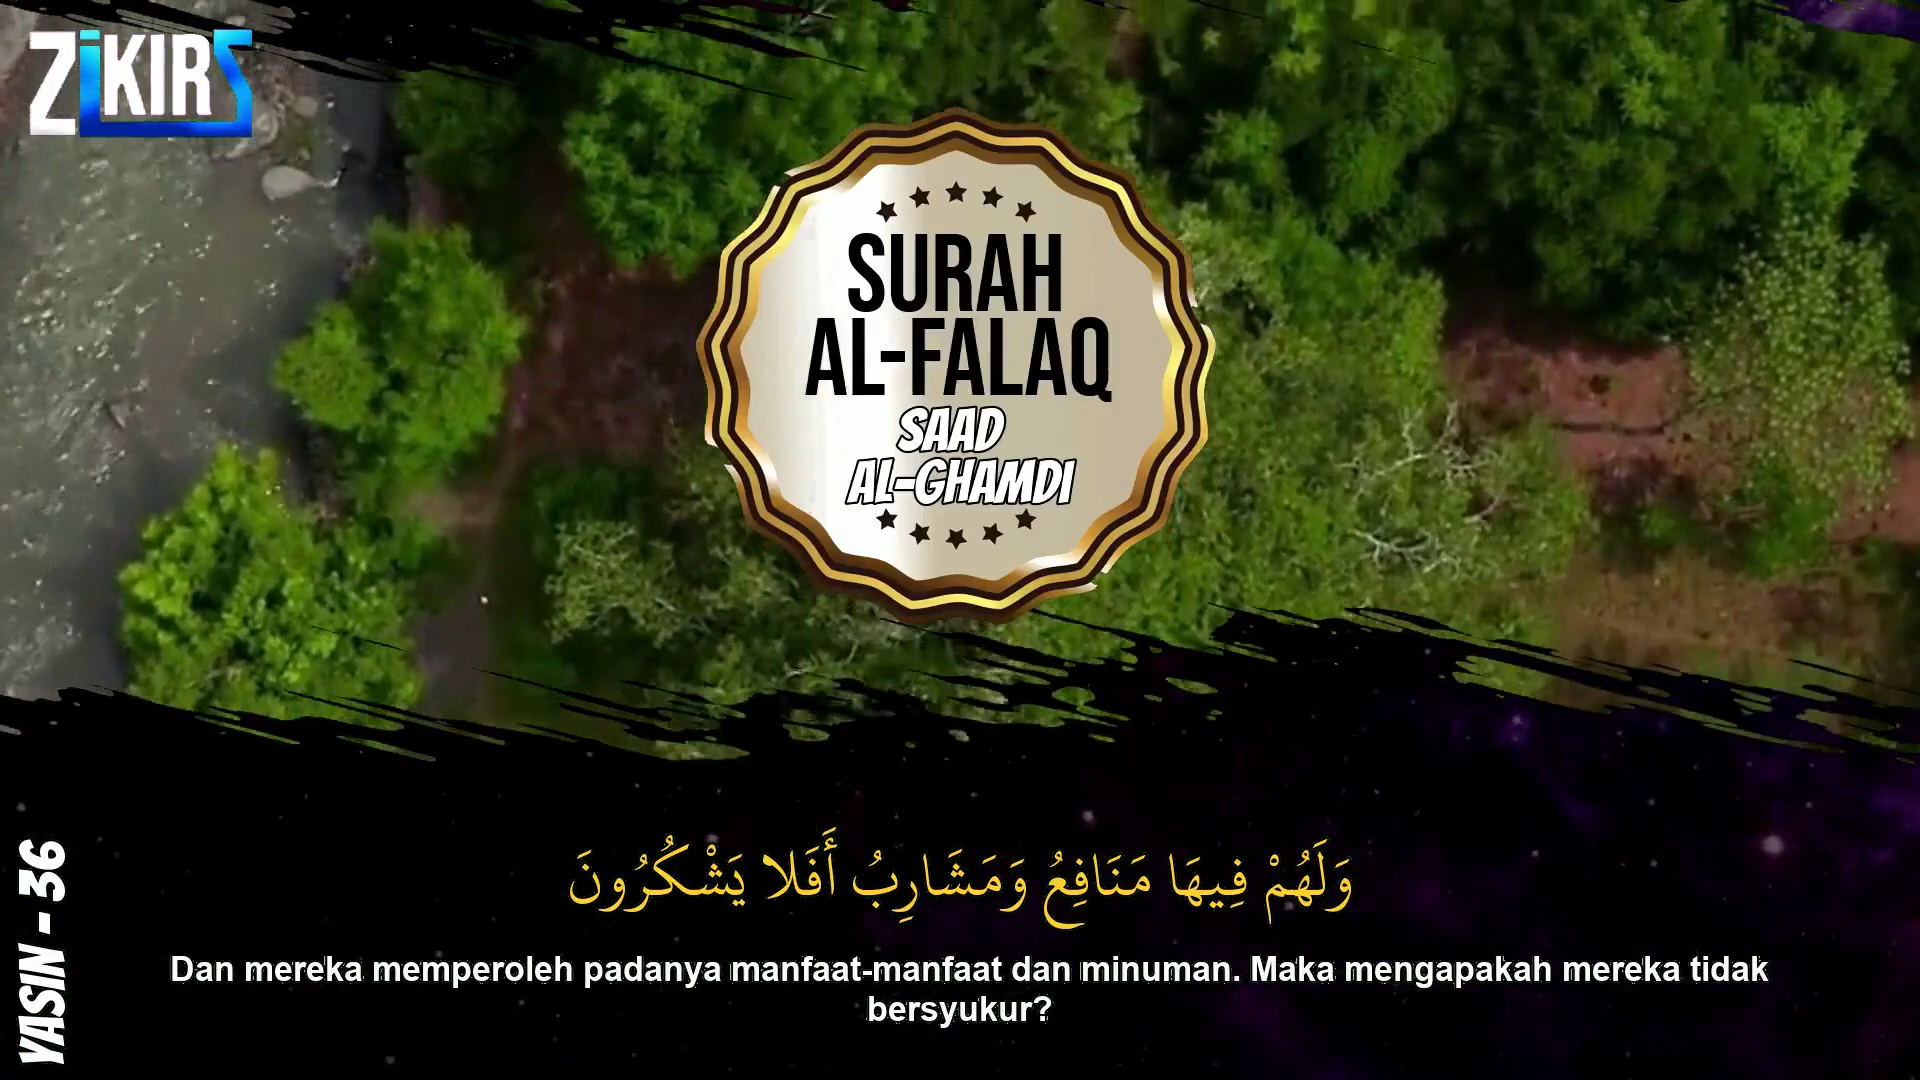 ZiKIRS
SURAH
AL-FALAQ
SAAD
AL-GHAMDI
وَلَهُمْ فِيهَا مَنَافِعُ وَمَشَارِبُ أَفَلا يَشْكُرُونَ
Dan mereka memperoleh padanya manfaat-manfaat dan minuman. Maka mengapakah mereka tidak
bersyukur?
YASIN - 36